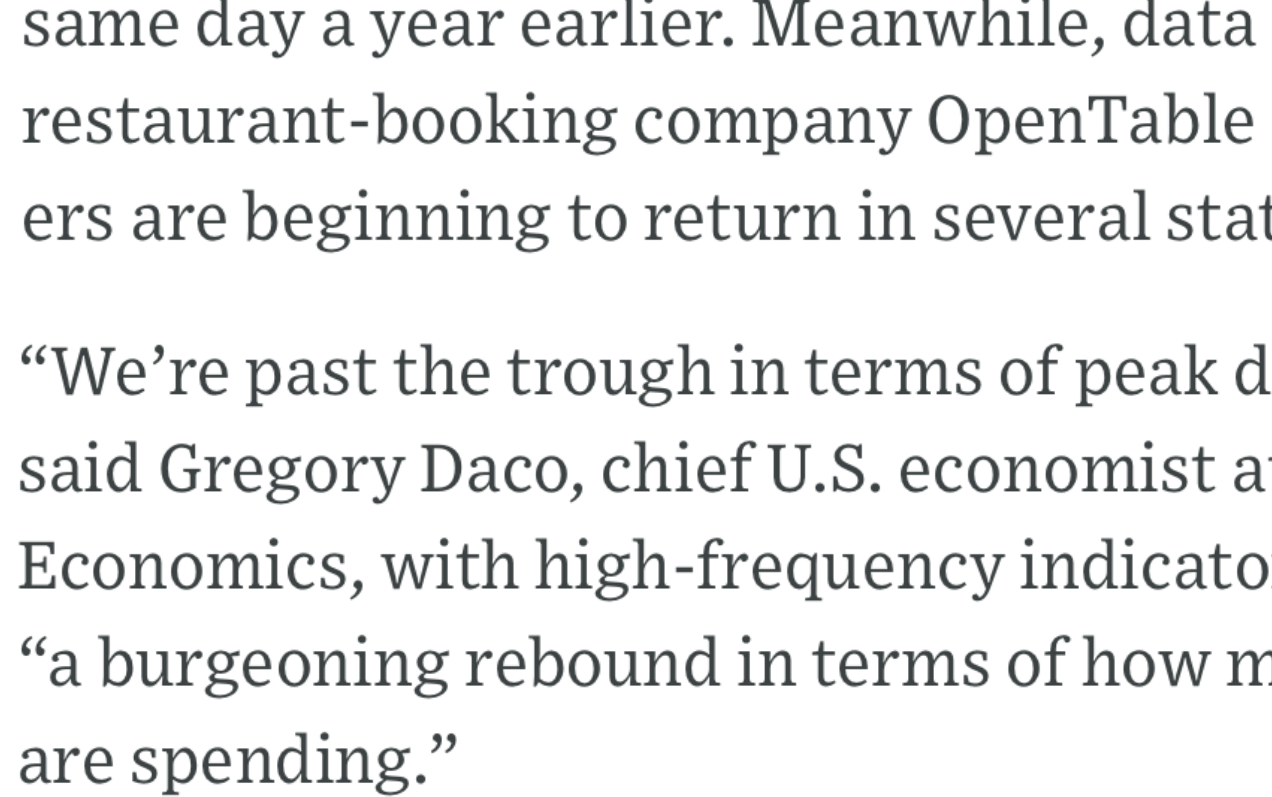 same day a year earlier. Meanwhile, data
restaurant-booking company OpenTable
ers are beginning to return in several
“We’re past the trough in terms of peak
said Gregory Daco, chief U.S. economist
Economics, with high-frequency
“a burgeoning rebound in terms of how
are spending.”